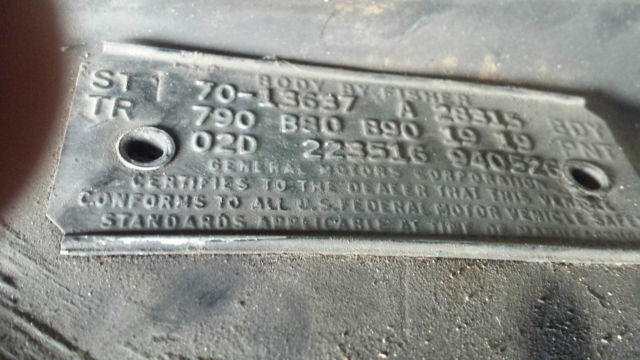 BODY BY FISHER
ST 70-13637 A 28315 BDY
TR 790 B80 B90 19 19 PNT
02D 223516 940526
GENERAL MOTORS CORPORATION
CERTIFIES TO THE DEALER THAT THIS
CONFORMS TO ALL U.S. FEDERAL MOTOR VEHICLE SAFE
STANDARDS APPLICABLE AT TIME OF